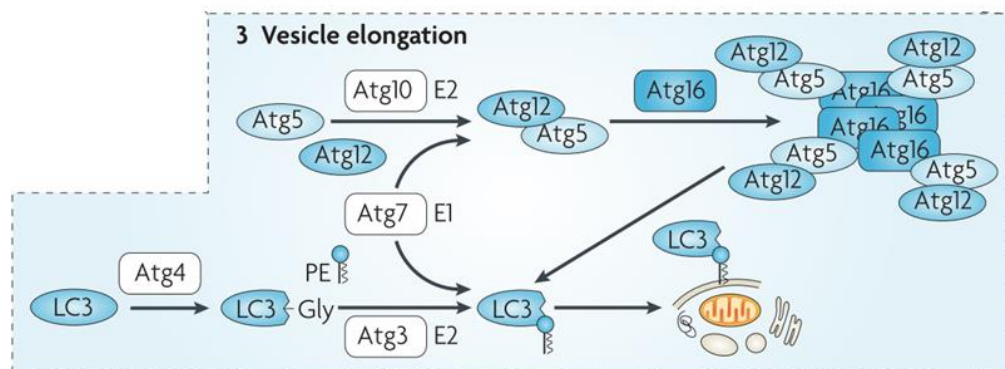 3 Vesicle elongation
Atg10 E2
Atg5
Atg12
Atg12
Atg5
Atg16
Atg12
Atg5
Atg12
Atg5
Atg16
Atg16
Atg16
Atg16
Atg5
Atg12
Atg5
Atg12
Atg7 E1
LC3
Atg4
LC3
Gly
PE
Atg3 E2
LC3
LC3